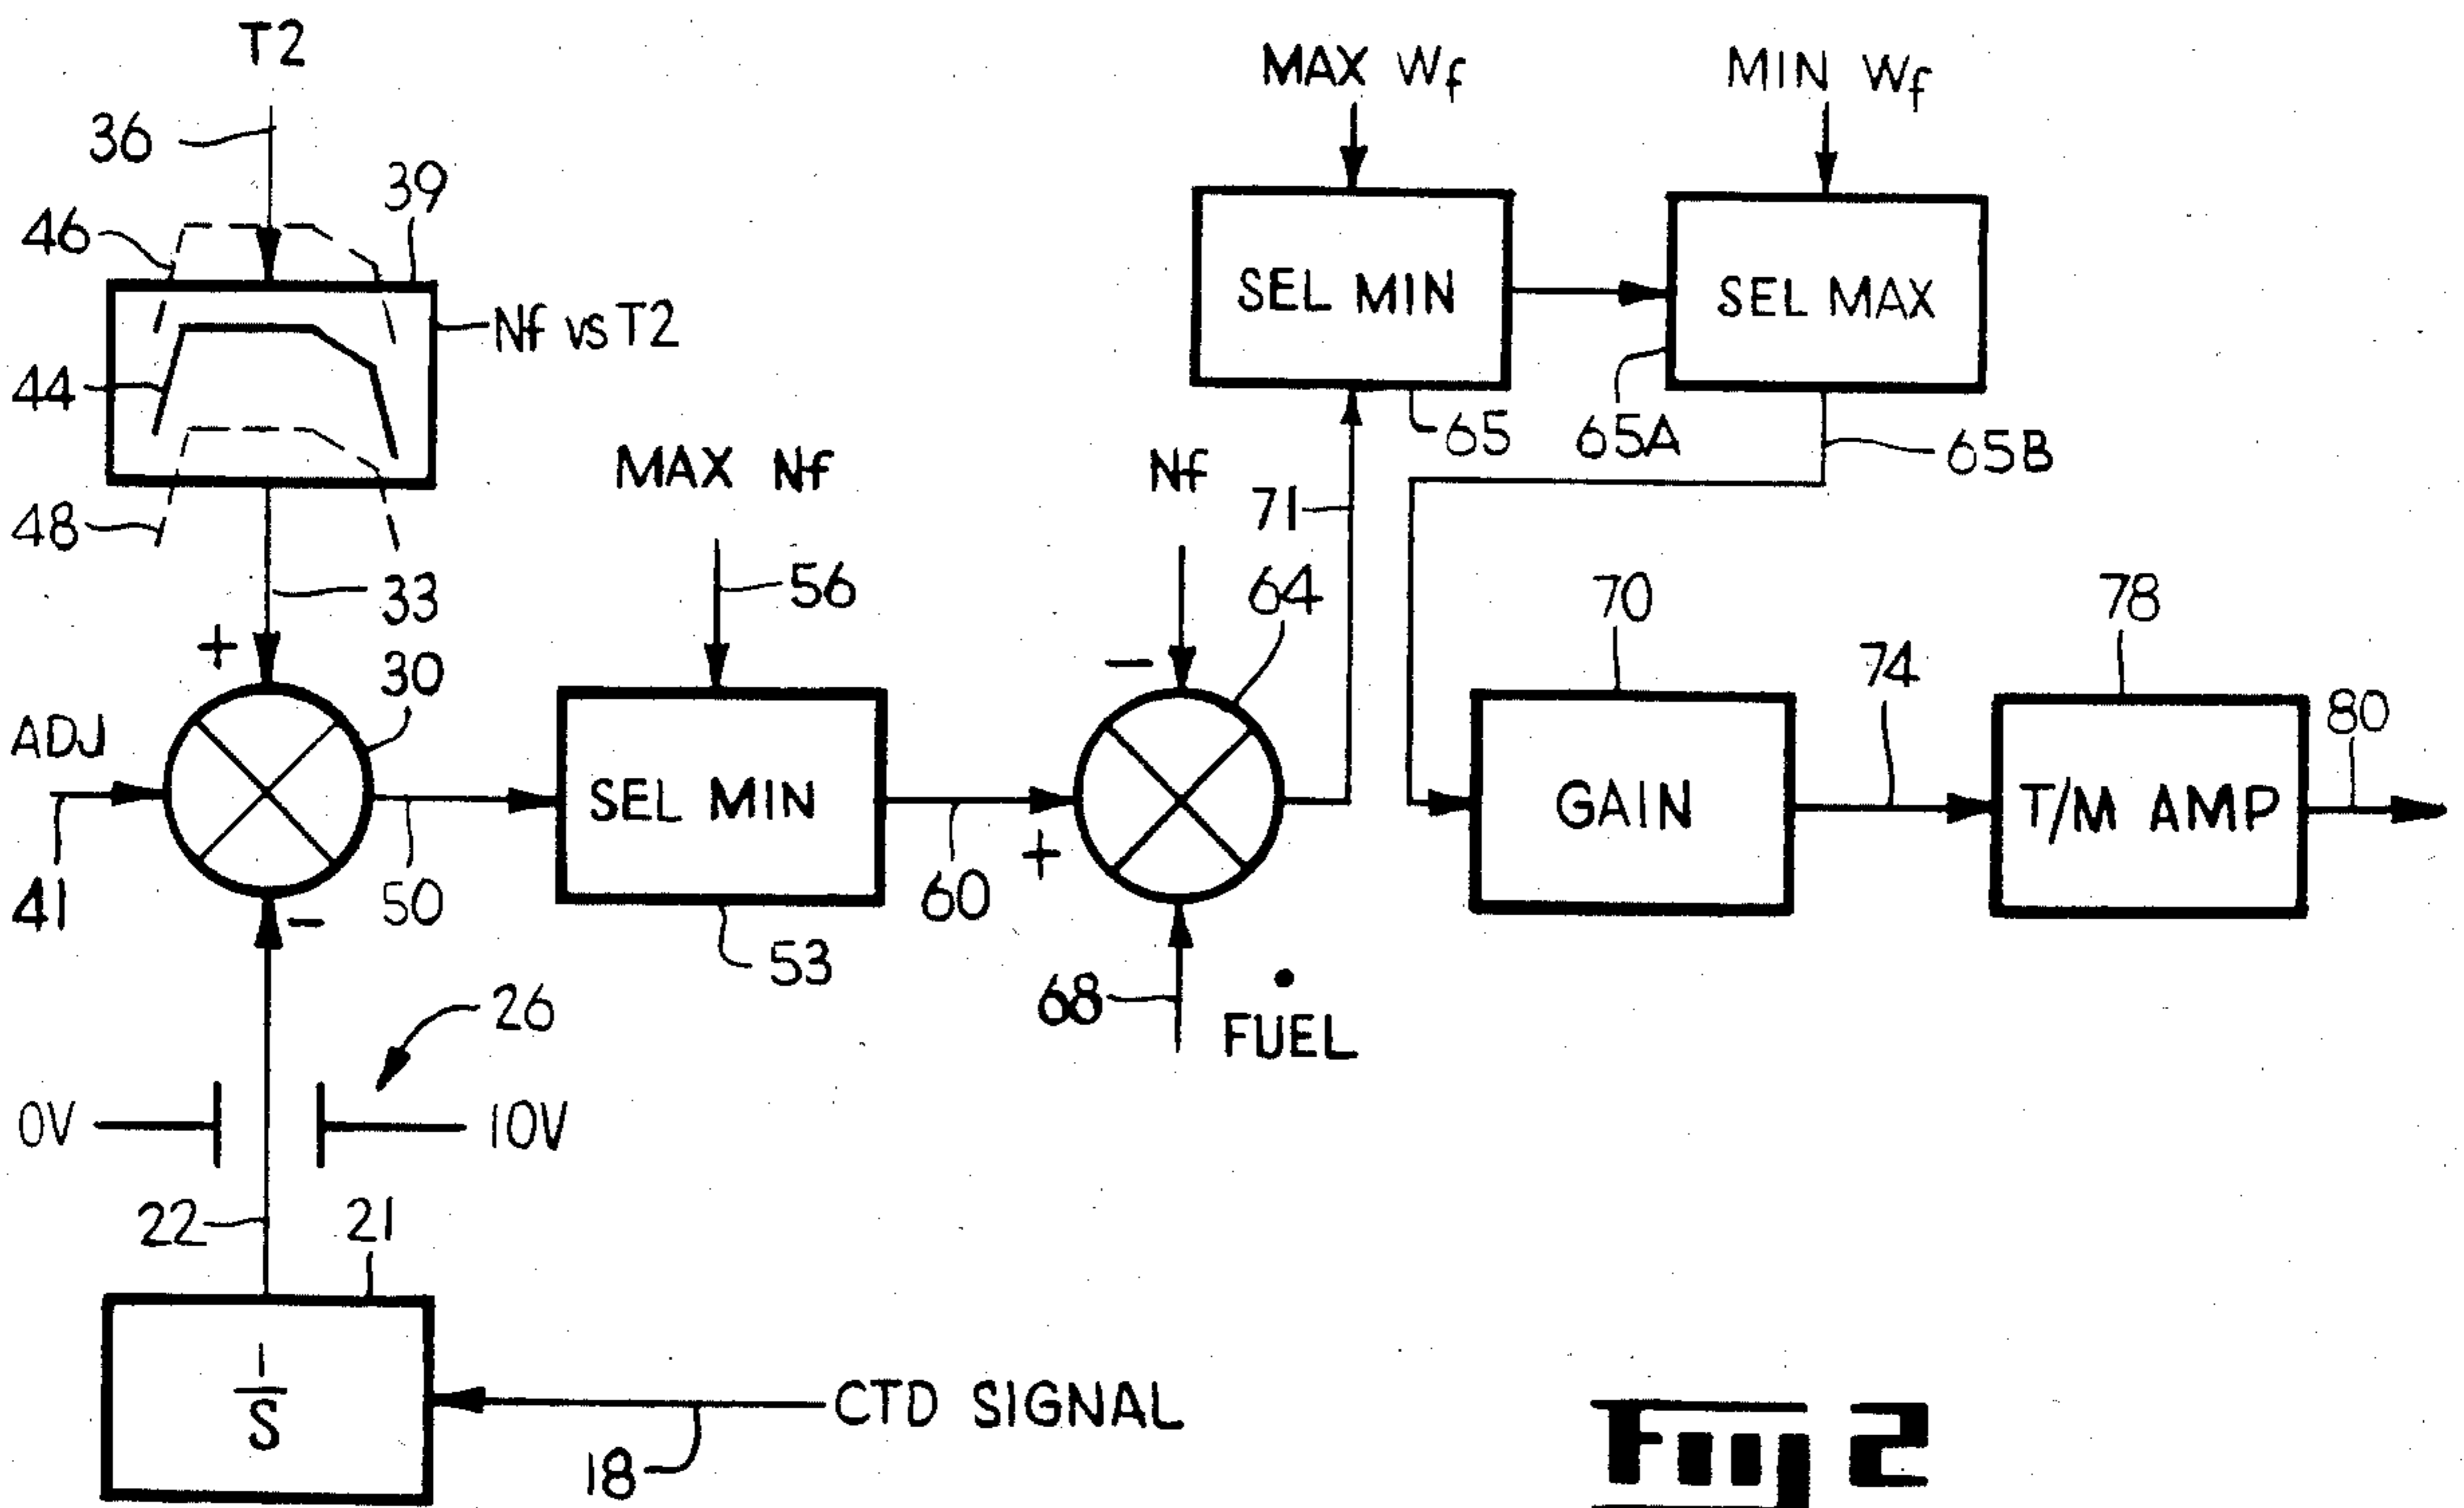 T2
MAX Wf
MIN Wf
36
39
46
SEL MIN
SEL MAX
Nf vs T2
44
65
65A
65B
MAX Nf
Nf
71
48
56
33
64
70
78
+
30
−
74
80
ADJ
SEL MIN
GAIN
T/M AMP
41
−
50
+
60
53
26
68
FUEL
0V
10V
22
21
1
S
CTD SIGNAL
18
Fig 2